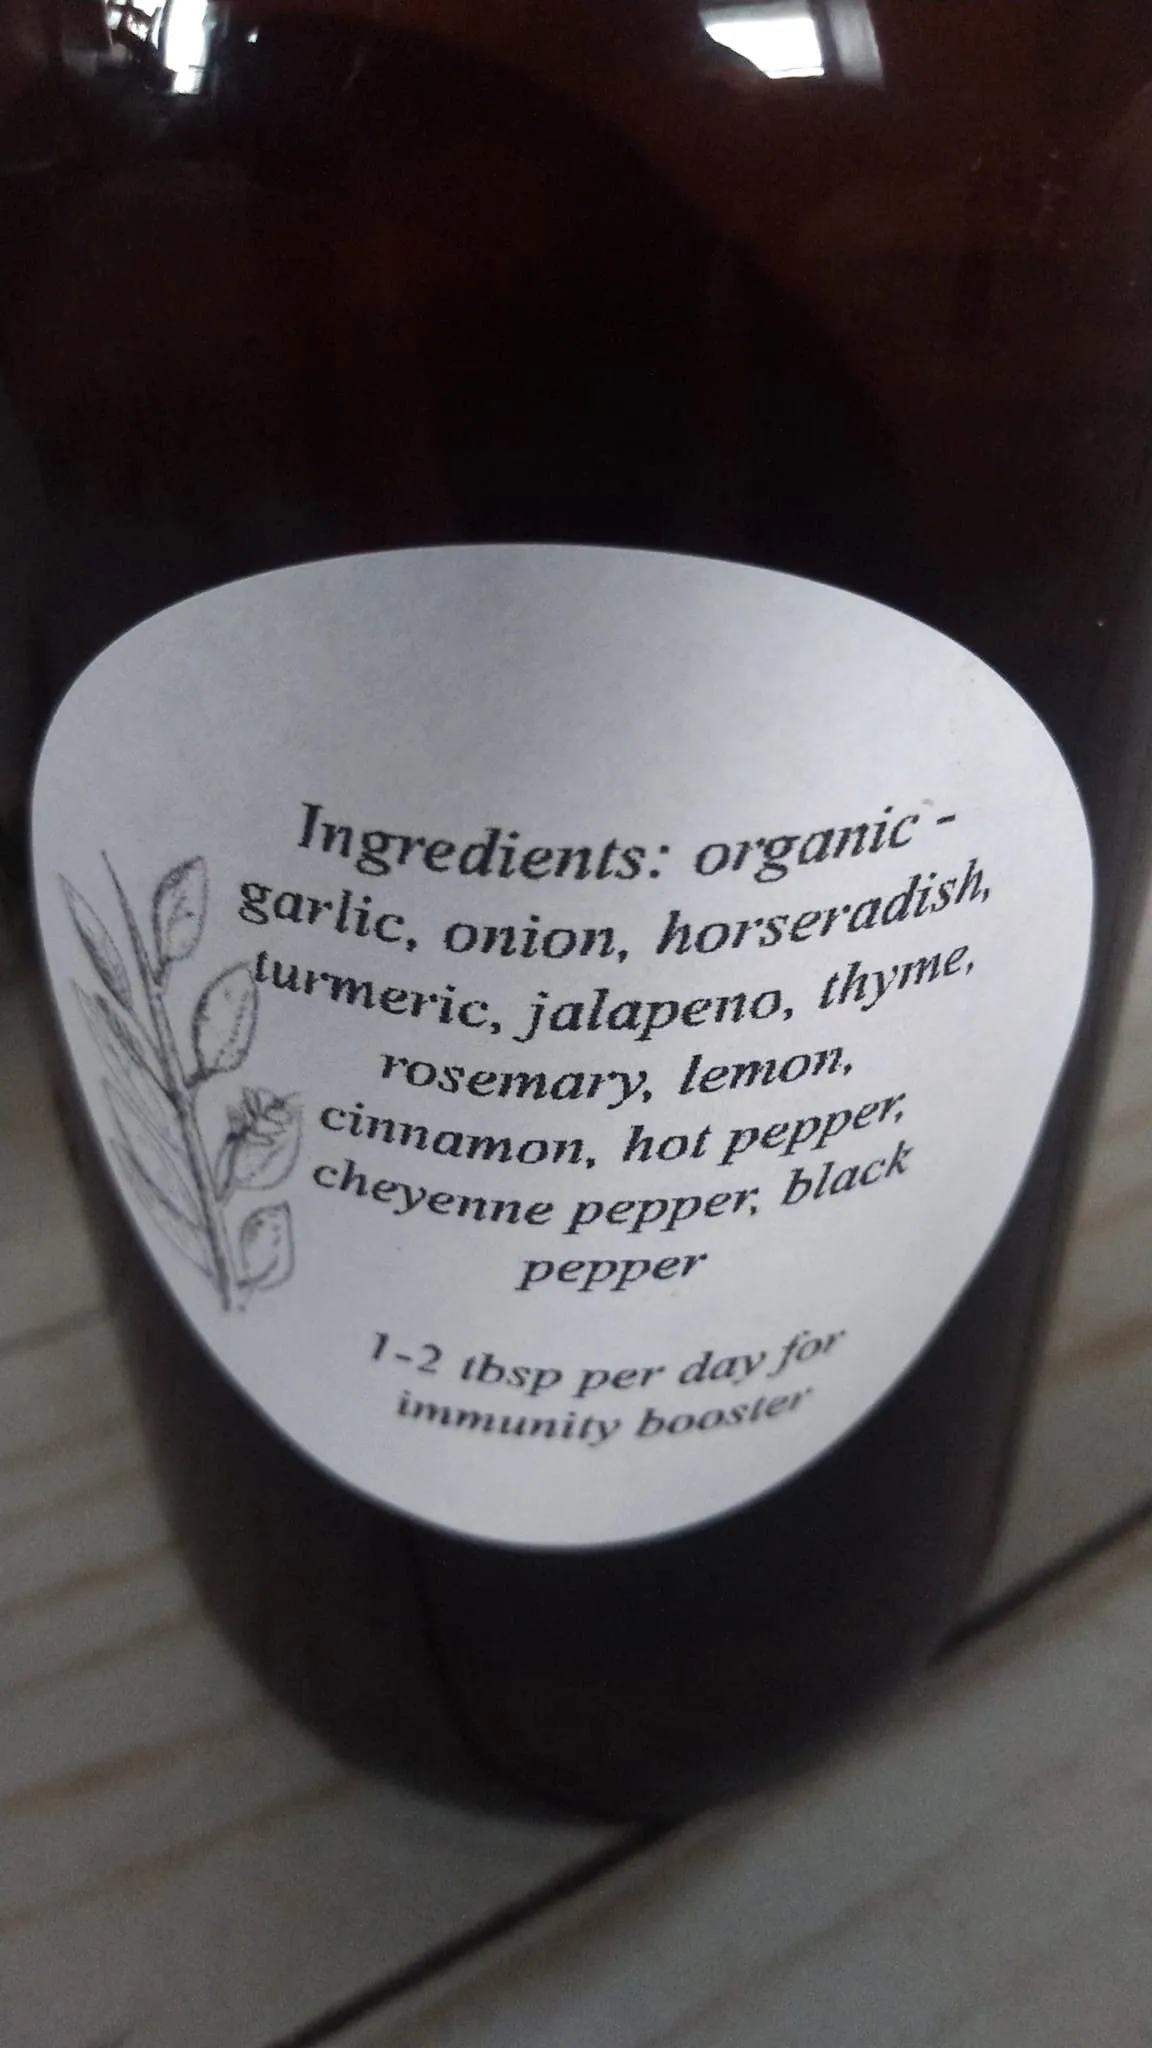 Ingredients: organic -
garlic, onion, horseradish,
turmeric, jalapeno, thyme,
rosemary, lemon,
cinnamon, hot pepper,
cheyenne pepper, black
pepper
1-2 tbsp per day for
immunity booster